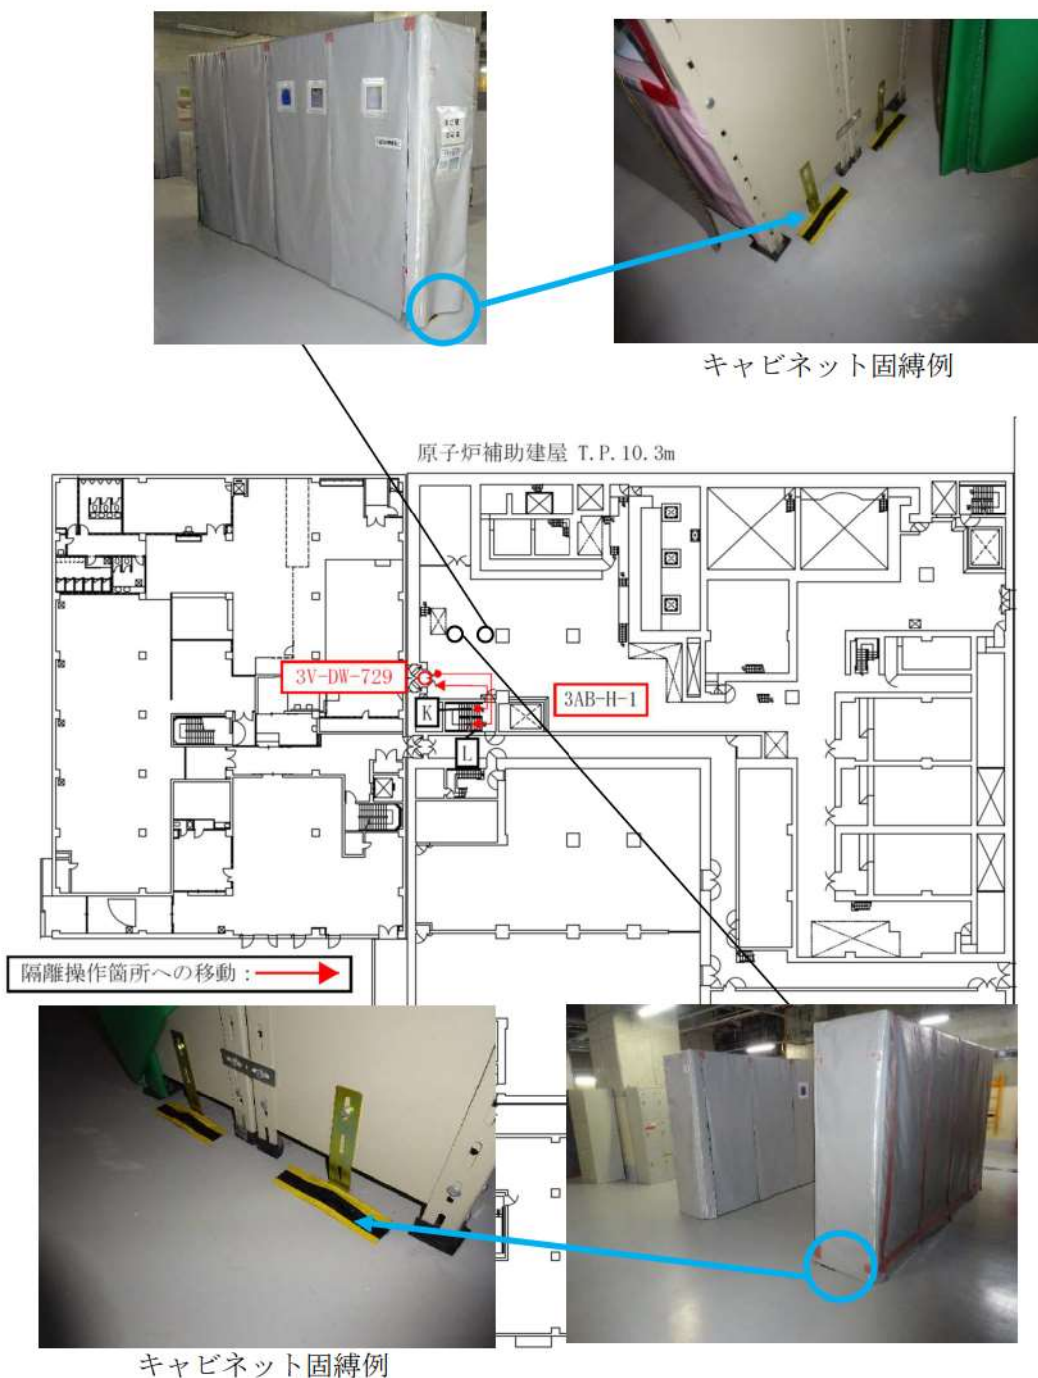 キャビネット固縛例
原子炉補助建屋 T.P.10.3m
3V-DW-729
3AB-H-1
K
L
隔離操作箇所への移動：
キャビネット固縛例